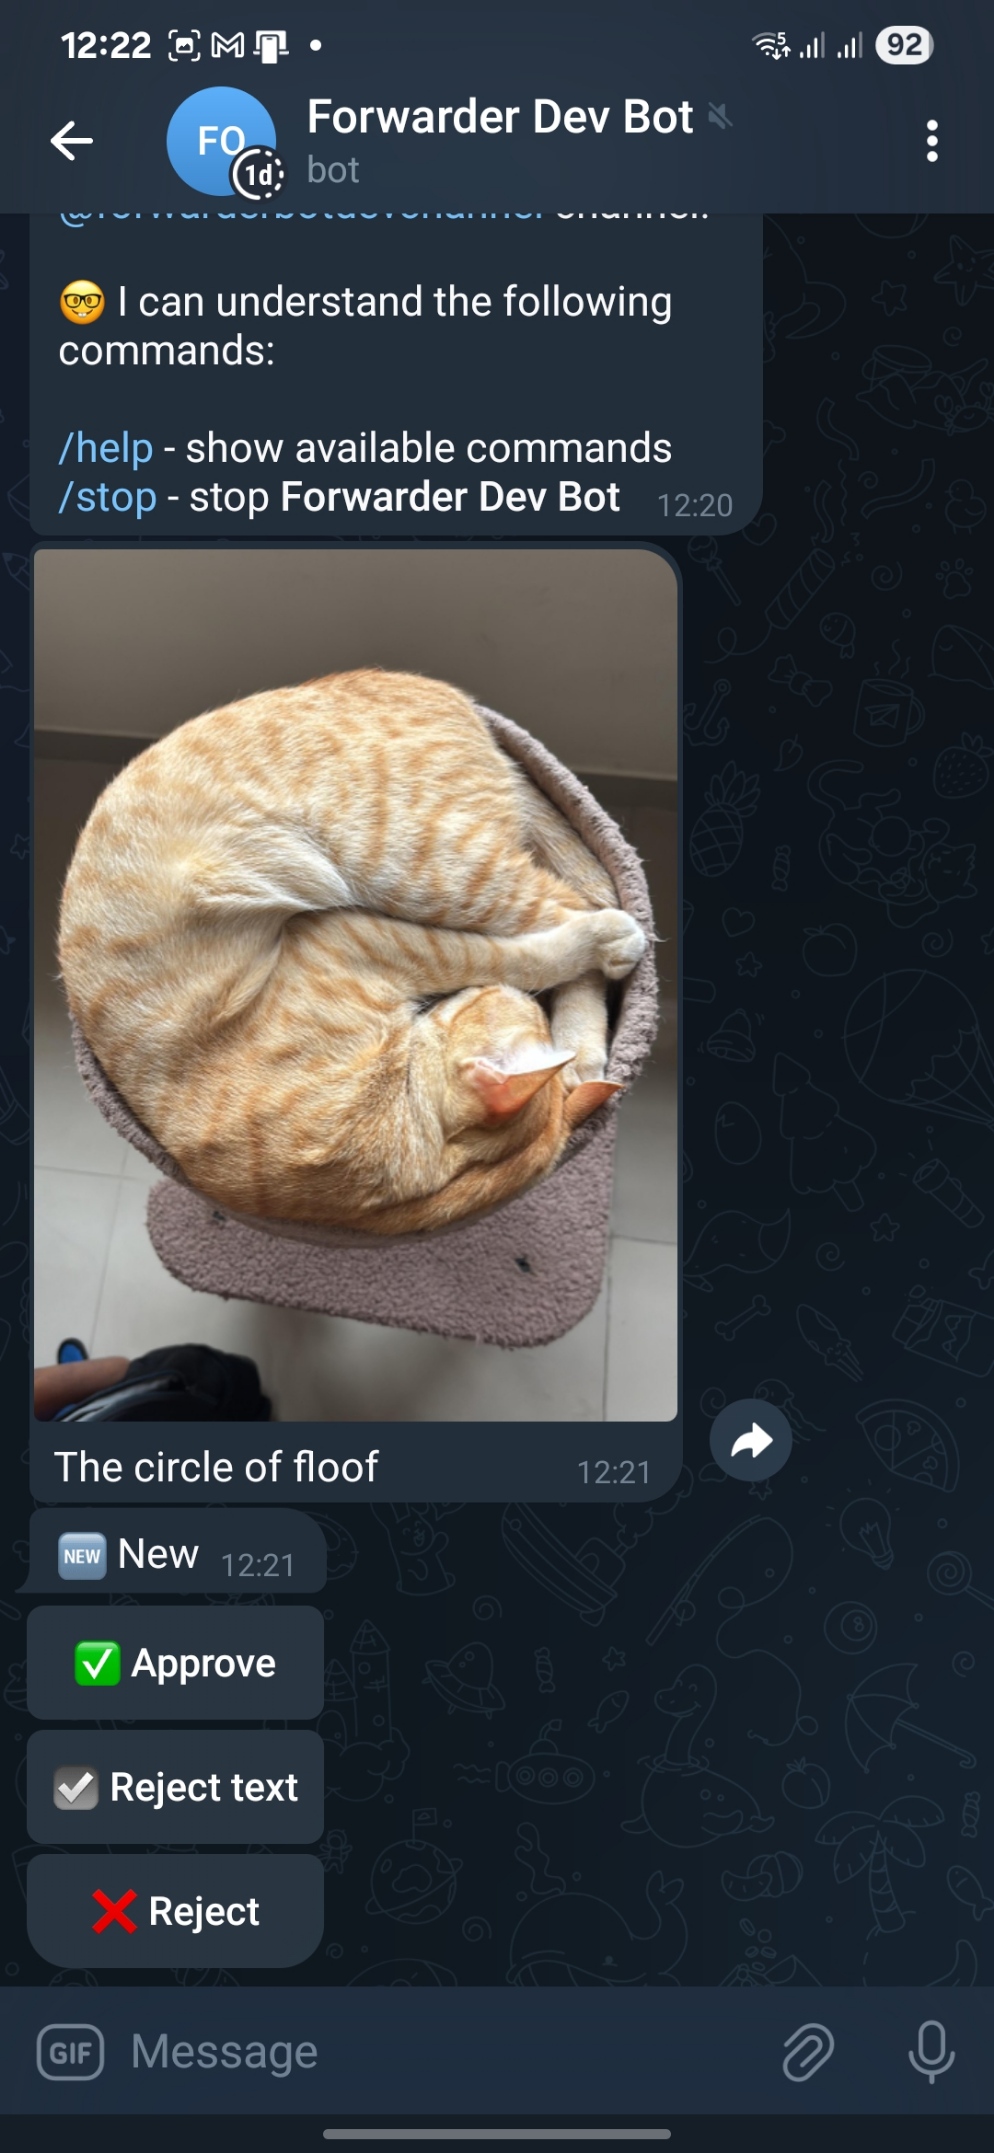 12:22
5
92
FO
1d
Forwarder Dev Bot
bot
@forwarderbotdevchannel channel.
🤓 I can understand the following
commands:
/help - show available commands
/stop - stop Forwarder Dev Bot 12:20
The circle of floof 12:21
🆕 New 12:21
✅ Approve
☑️ Reject text
❌ Reject
GIF Message